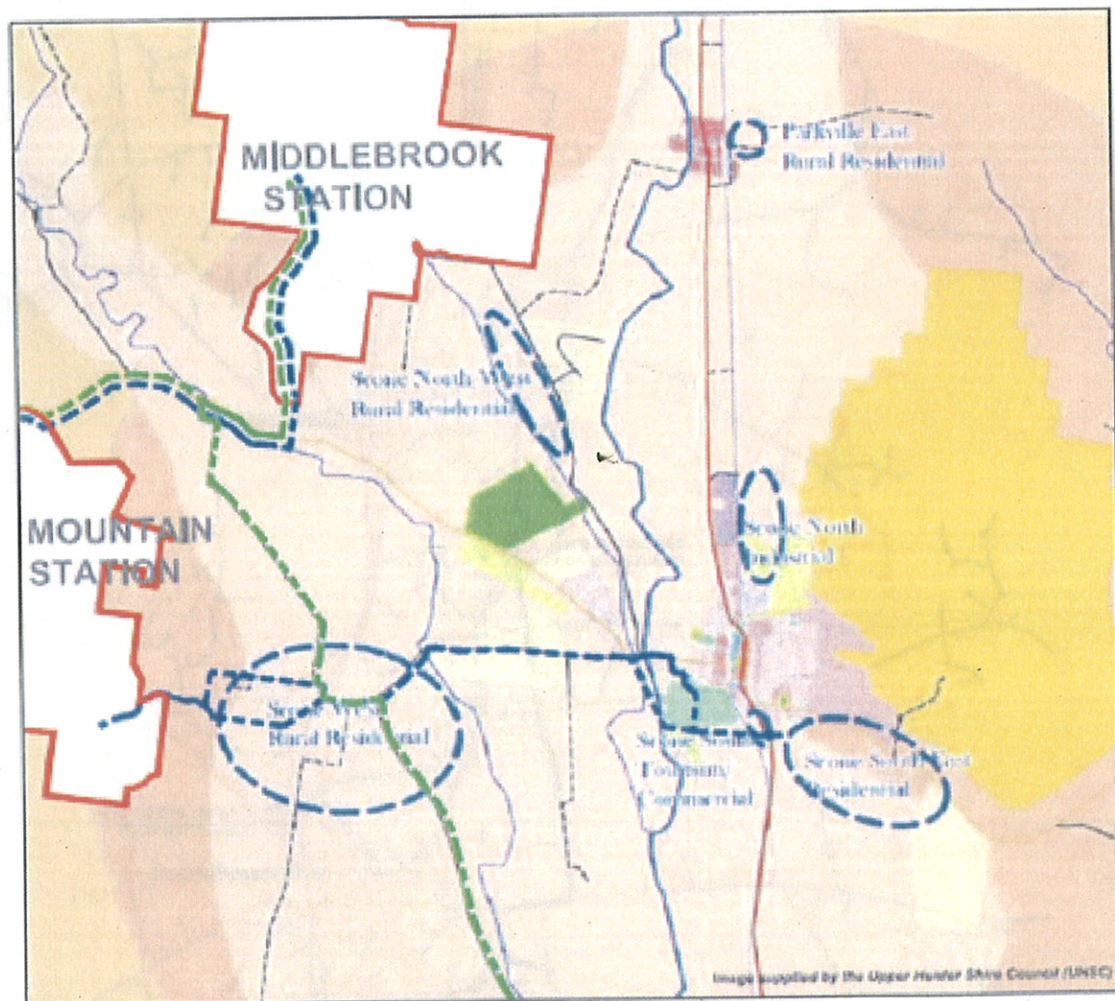 MIDDLEBROOK
STATION
Parkville East
Rural Residential
Scone North West
Rural Residential
MOUNTAIN
STATION
Scone North
Industrial
Scone West
Rural Residential
Scone South
Tourism/
Commercial
Scone South East
Residential
Image supplied by the Upper Hunter Shire Council (UHSC)